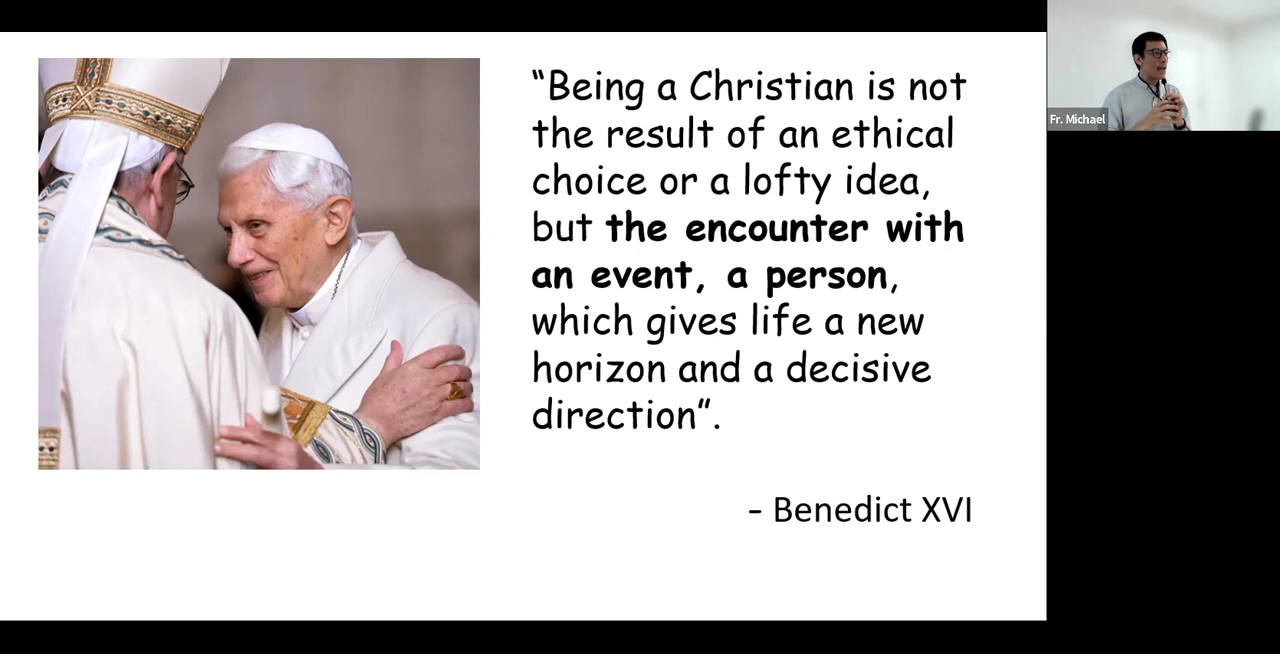 “Being a Christian is not
the result of an ethical
choice or a lofty idea,
but the encounter with
an event, a person,
which gives life a new
horizon and a decisive
direction”.
- Benedict XVI
Fr. Michael